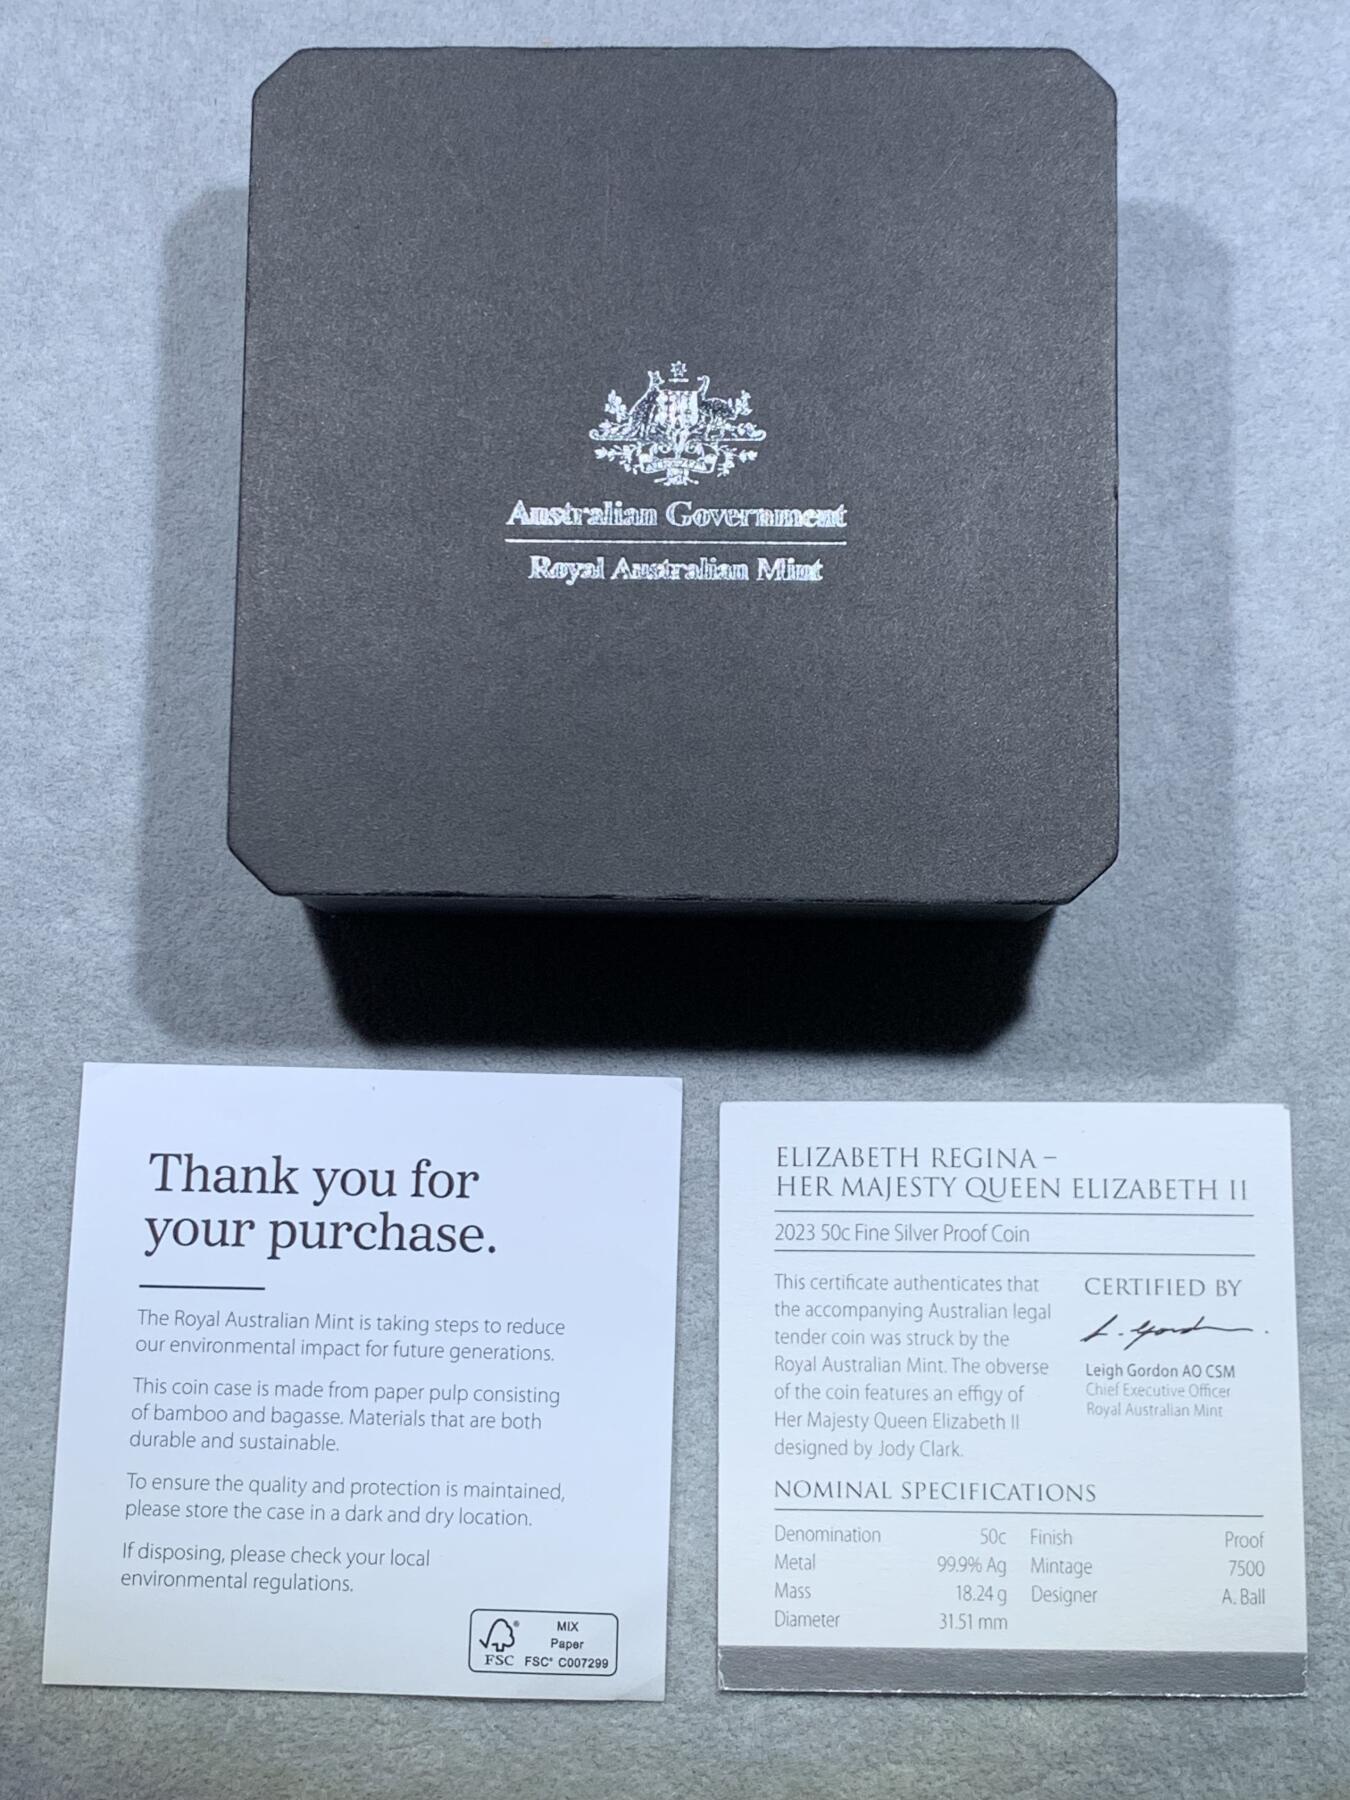 Australian Government
Royal Australian Mint
Thank you for
your purchase.
The Royal Australian Mint is taking steps to reduce
our environmental impact for future generations.
This coin case is made from paper pulp consisting
of bamboo and bagasse. Materials that are both
durable and sustainable.
To ensure the quality and protection is maintained,
please store the case in a dark and dry location.
If disposing, please check your local
environmental regulations.
MIX
Paper
FSC FSC® C007299
ELIZABETH REGINA –
HER MAJESTY QUEEN ELIZABETH II
2023 50c Fine Silver Proof Coin
This certificate authenticates that
the accompanying Australian legal
tender coin was struck by the
Royal Australian Mint. The obverse
of the coin features an effigy of
Her Majesty Queen Elizabeth II
designed by Jody Clark.
CERTIFIED BY
L. Gordon.
Leigh Gordon AO CSM
Chief Executive Officer
Royal Australian Mint
NOMINAL SPECIFICATIONS
Denomination 50c Finish Proof
Metal 99.9% Ag Mintage 7500
Mass 18.24 g Designer A. Ball
Diameter 31.51 mm